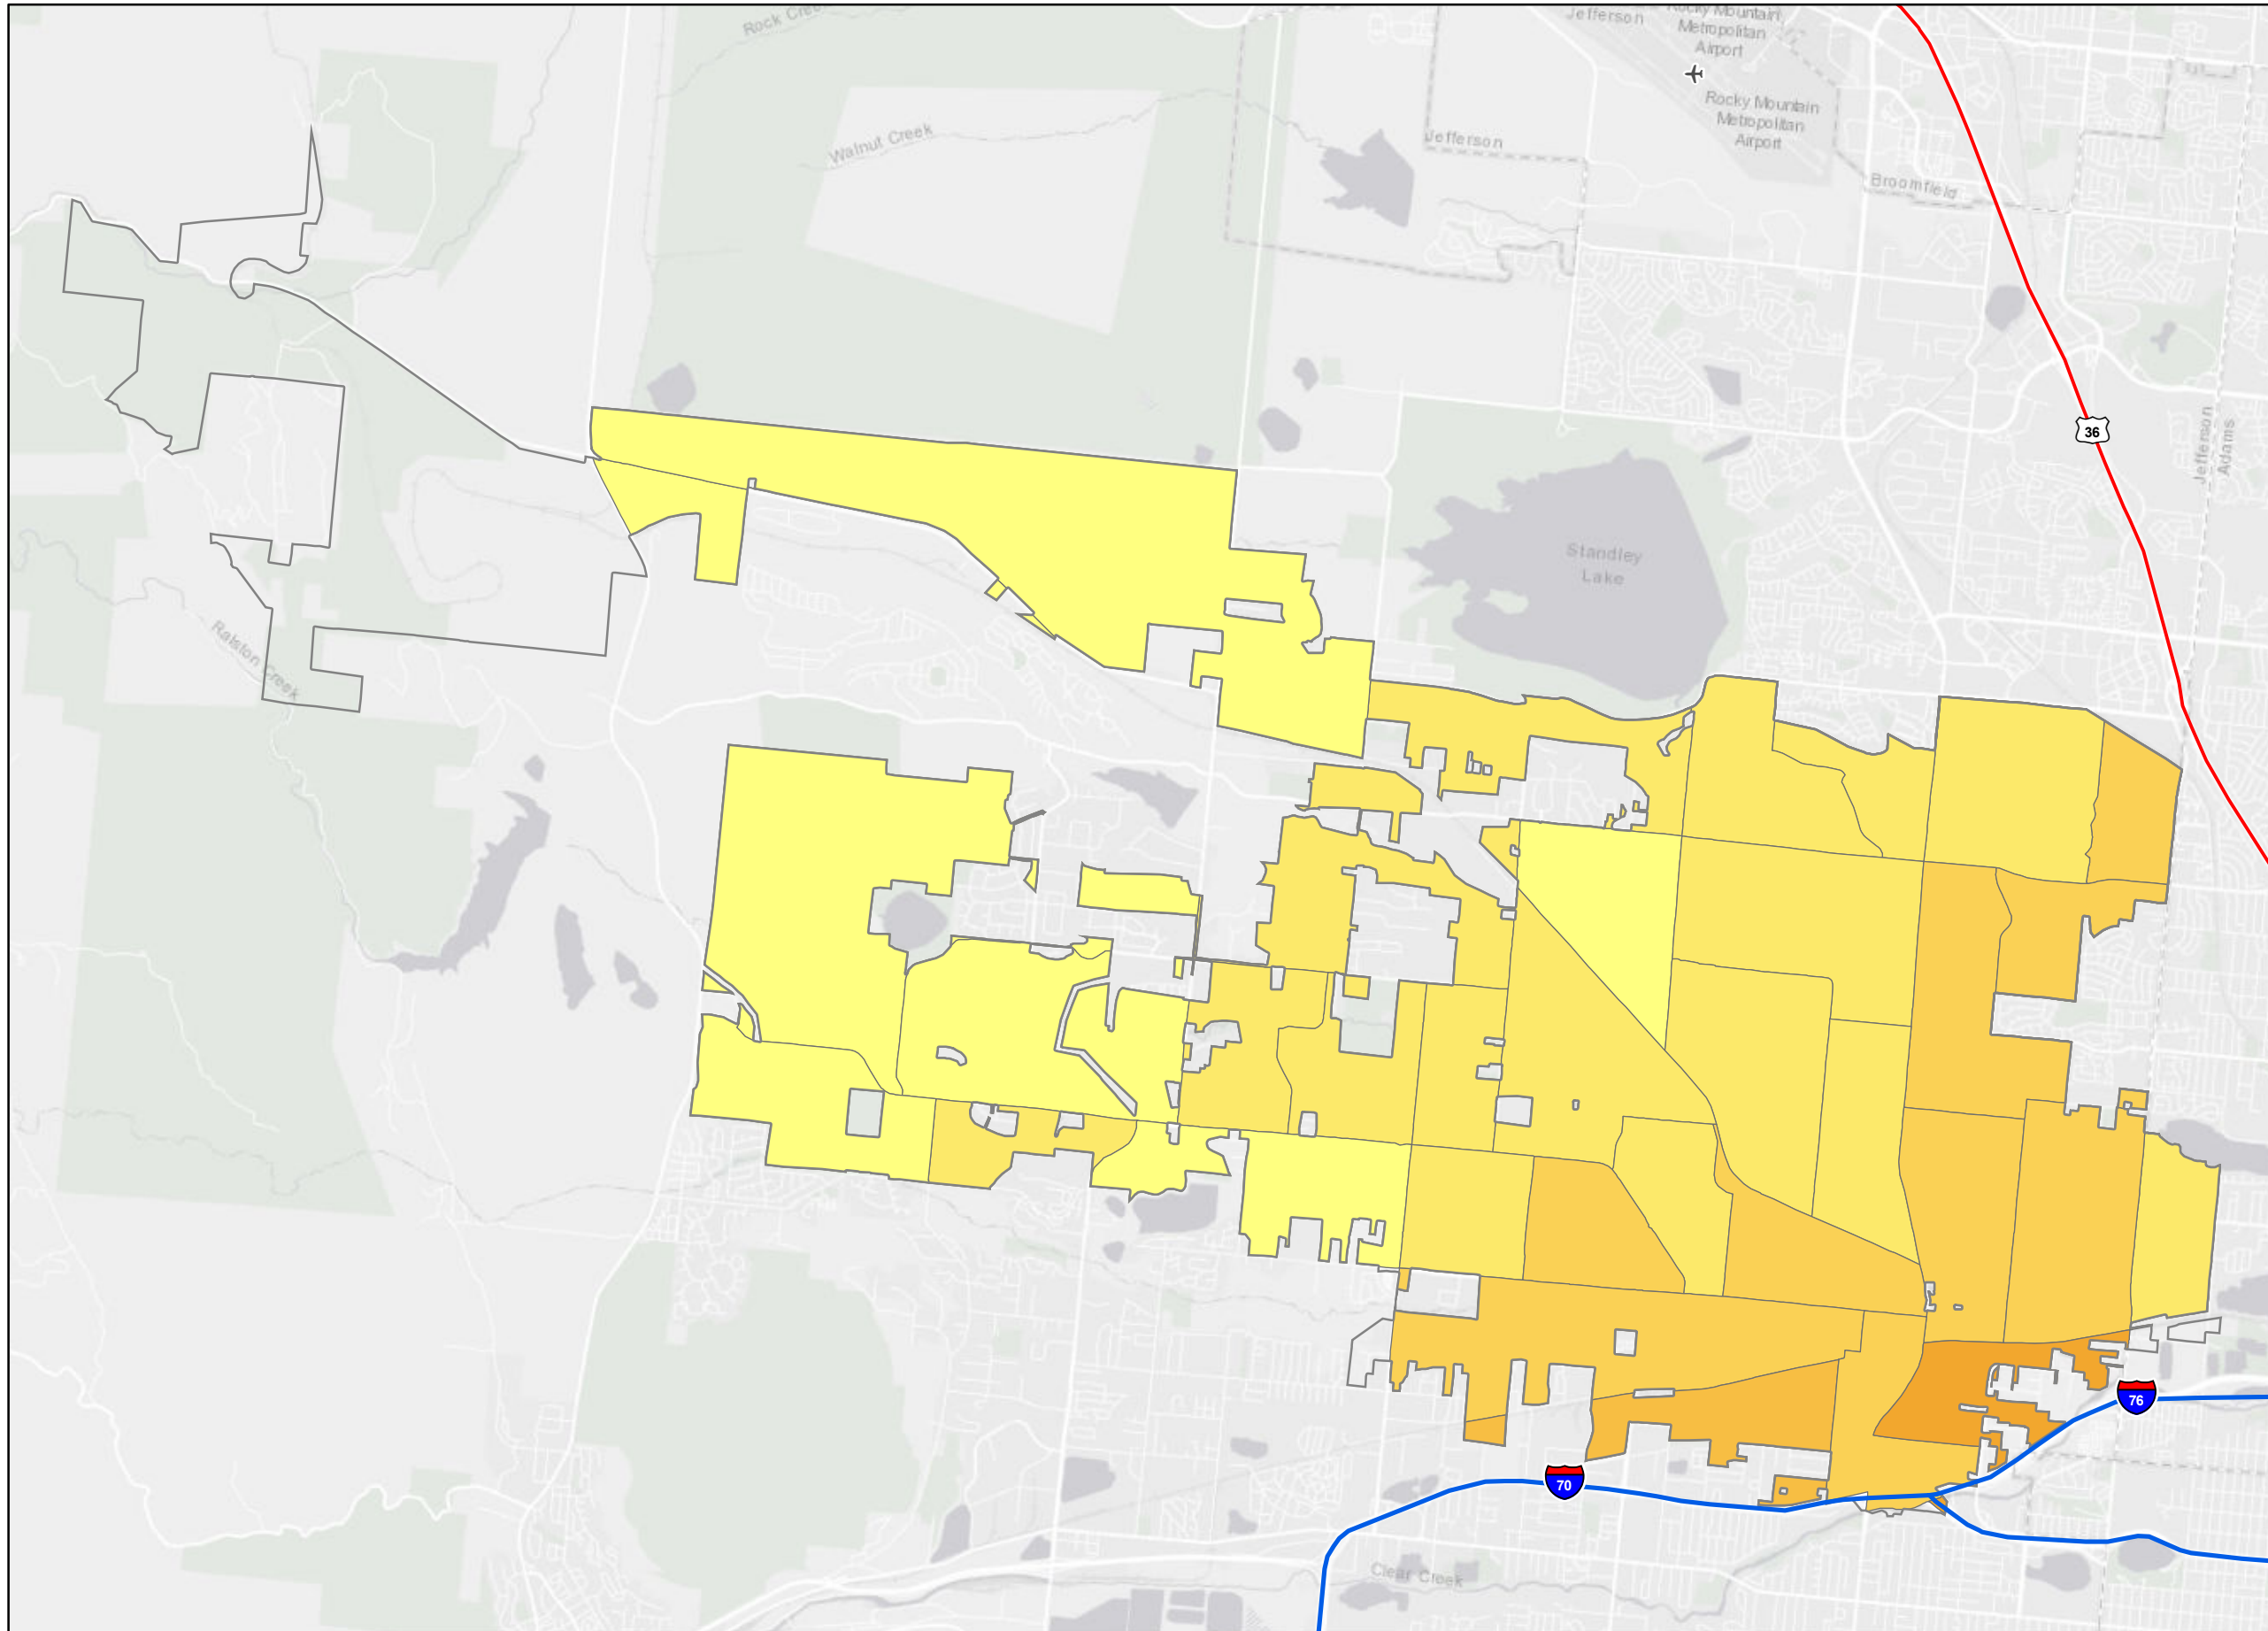 Rock Creek
Jefferson
Rocky Mountain
Metropolitan
Airport
Rocky Mountain
Metropolitan
Airport
Walnut Creek
Jefferson
Broomfield
36
Jefferson
Adams
Standley
Lake
Ralston Creek
76
70
Clear Creek